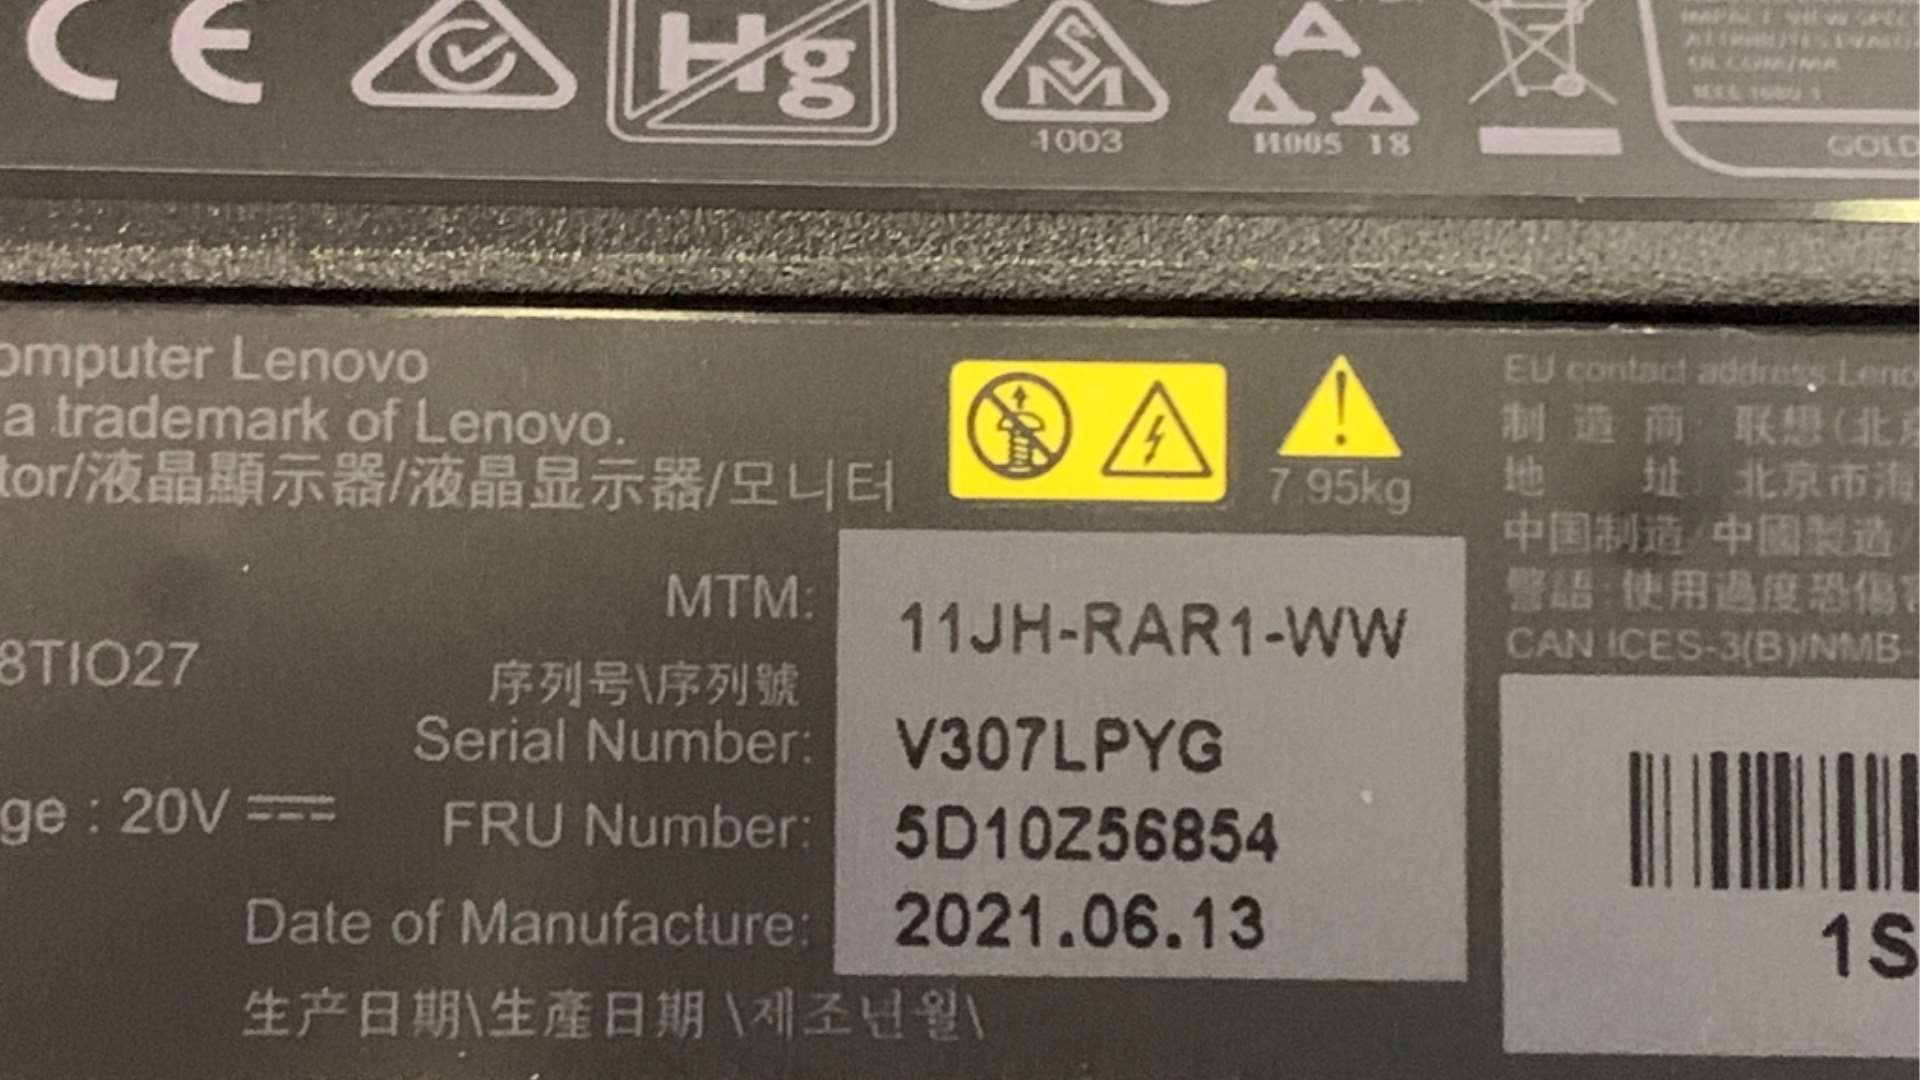 CE
Hg
SM
1003
И005 18
GOLD
omputer Lenovo
a trademark of Lenovo.
tor/液晶顯示器/液晶显示器/모니터
7.95kg
EU contact address Leno
制 造 商: 联想(北京
地 址: 北京市海
中国制造/中國製造/
警語:使用過度恐傷害
CAN ICES-3(B)/NMB-
MTM:
11JH-RAR1-WW
8TIO27
序列号\序列號
Serial Number:
V307LPYG
ge : 20V
FRU Number:
5D10Z56854
Date of Manufacture:
2021.06.13
生产日期\生產日期 \제조년월\
1S